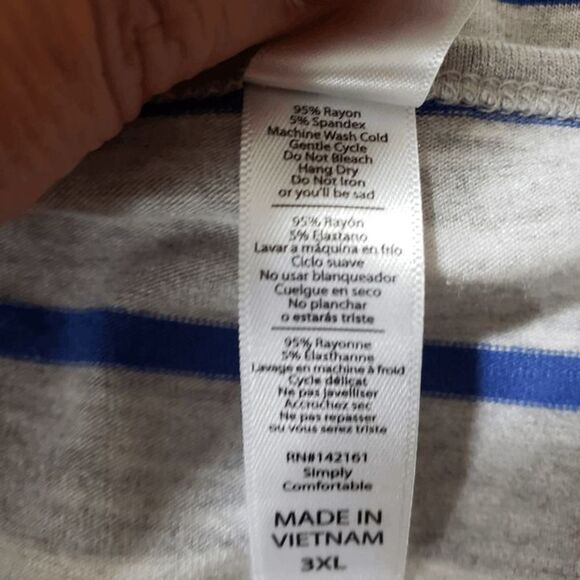 95% Rayon
5% Spandex
Machine Wash Cold
Gentle Cycle
Do Not Bleach
Hang Dry
Do Not Iron
or you'll be sad
95% Rayón
5% Elastano
Lavar a máquina en frío
Ciclo suave
No usar blanqueador
Cuelgue en seco
No planchar
o estarás triste
95% Rayonne
5% Élasthanne
Lavage en machine à froid
Cycle délicat
Ne pas javelliser
Accrochez sec
Ne pas repasser
ou vous serez triste
RN#142161
Simply
Comfortable
MADE IN
VIETNAM
3XL